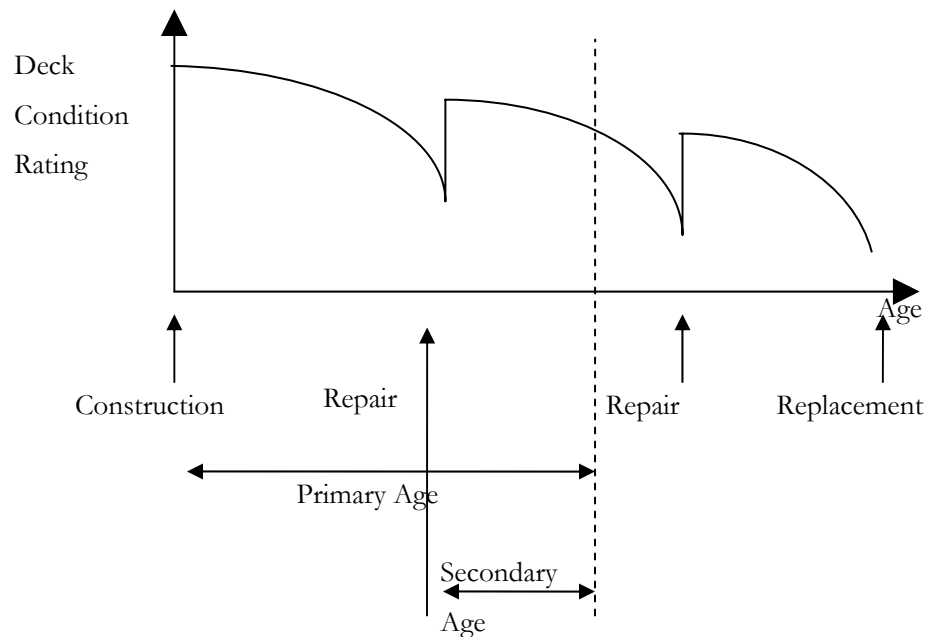 Deck
Condition
Rating
Age
Construction
Repair
Repair
Replacement
Primary Age
Secondary
Age